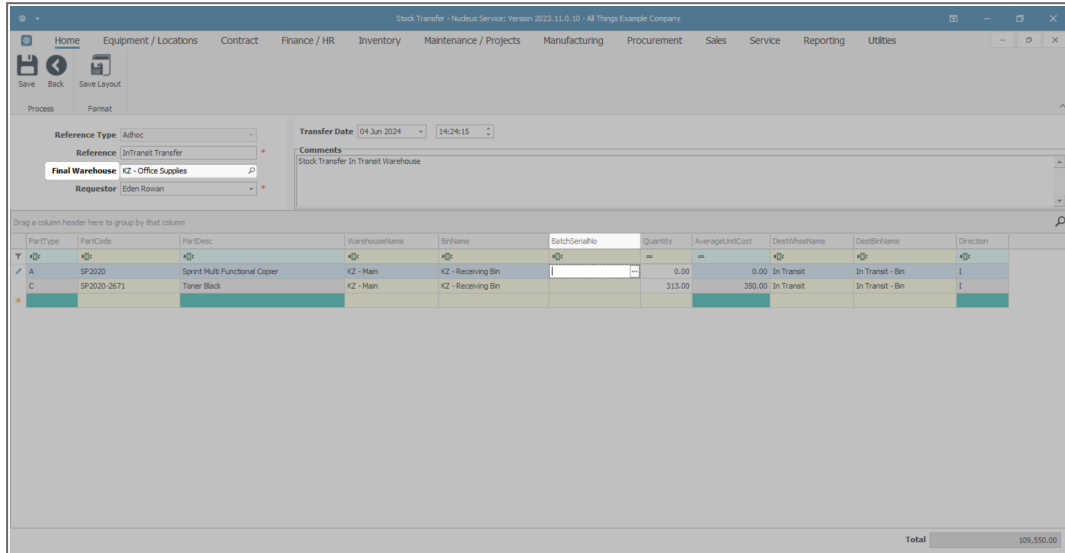 Stock Transfer - Nucleus Service: Version 2023.11.0.10 - All Things Example Company
Home Equipment / Locations Contract Finance / HR Inventory Maintenance / Projects Manufacturing Procurement Sales Service Reporting Utilities
Save Back Save Layout
Process Format
Reference Type Adhoc
Reference InTransit Transfer *
Final Warehouse KZ - Office Supplies
Requestor Eden Rowan *
Transfer Date 04 Jun 2024 14:24:15
Comments
Stock Transfer In Transit Warehouse
Drag a column header here to group by that column
PartType PartCode PartDesc WarehouseName BinName BatchSerialNo Quantity AverageUnitCost DestWhseName DestBinName Direction
A SP2020 Sprint Multi Functional Copier KZ - Main KZ - Receiving Bin 0.00 0.00 In Transit In Transit - Bin I
C SP2020-2671 Toner Black KZ - Main KZ - Receiving Bin 313.00 350.00 In Transit In Transit - Bin I
Total 109,550.00